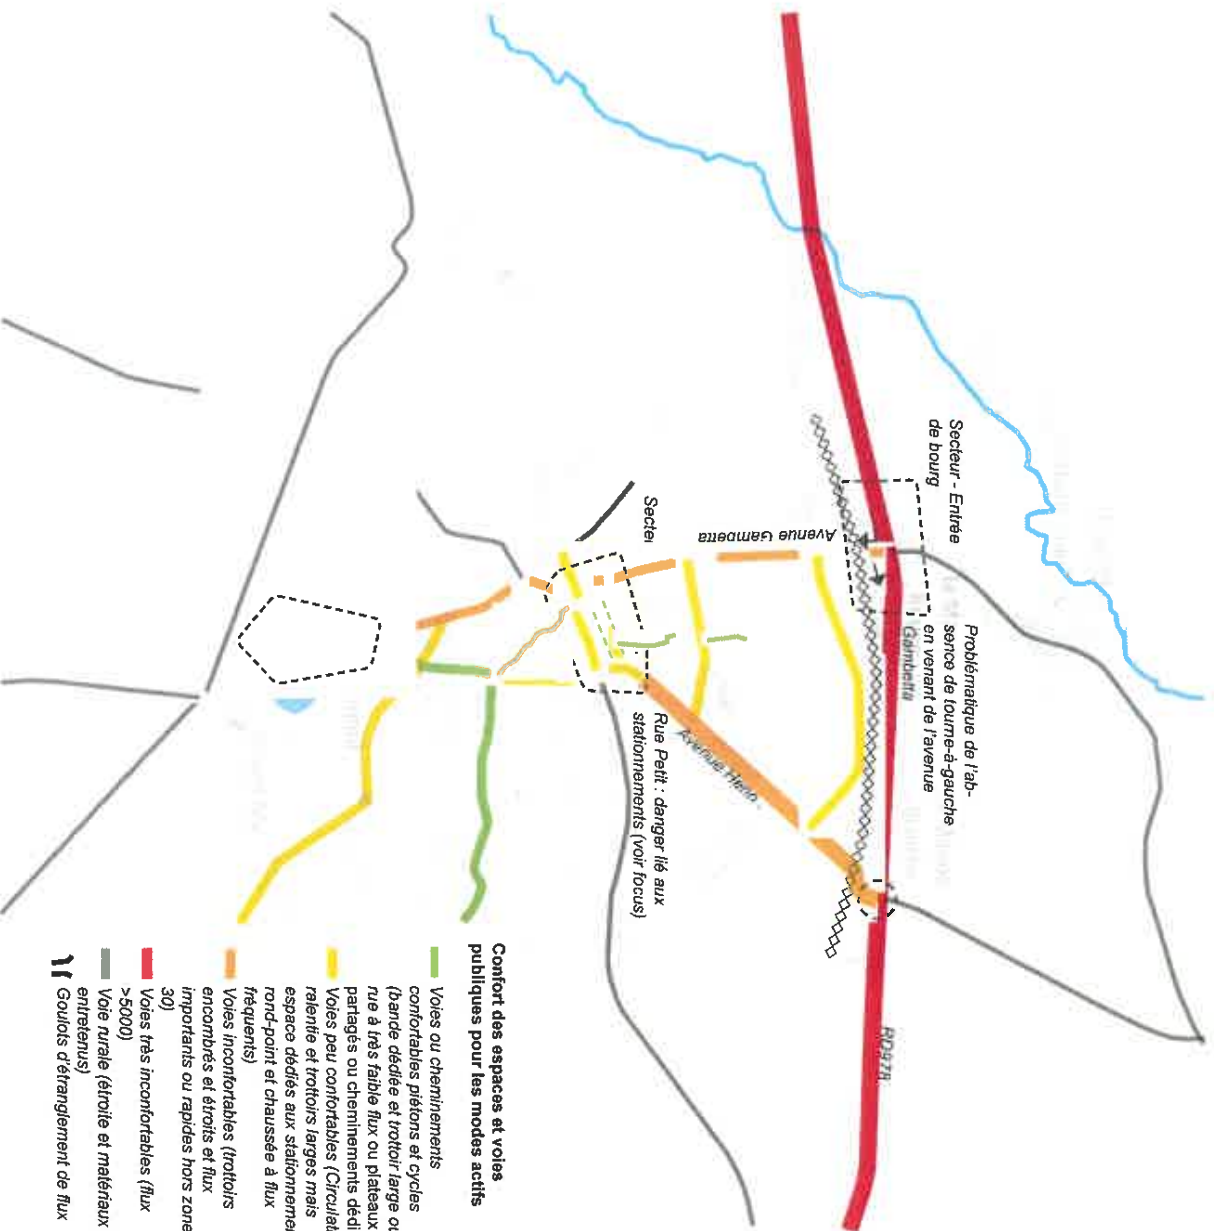 Secteur - Entrée
de bourg
Problématique de l'ab-
sence de tourne-à-gauche
en venant de l'avenue
Gambetta
Avenue Gambetta
Sectei
Rue Petit : danger lié aux
stationnements (voir focus)
Avenue Henri
RD978
Confort des espaces et voies
publiques pour les modes actifs
Voies ou cheminements
confortables piétons et cycles
(bande dédiée et trottoir large ou
rue à très faible flux ou plateaux
partagés ou cheminements dédi
Voies peu confortables (Circulat
ralentie et trottoirs larges mais
espace dédiés aux stationnemen
rond-point et chaussée à flux
fréquents)
Voies inconfortables (trottoirs
encombrés et étroits et flux
importants ou rapides hors zone
30)
Voies très inconfortables (flux
>5000)
Voie rurale (étroite et matériaux
entretenus)
Goulots d'étranglement de flux